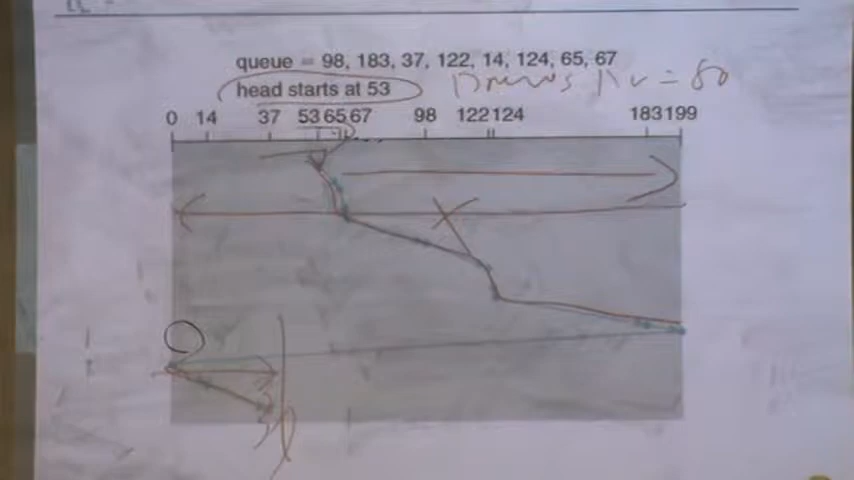 queue = 98, 183, 37, 122, 14, 124, 65, 67
head starts at 53
0 14 37 53 65 67 98 122 124 183 199